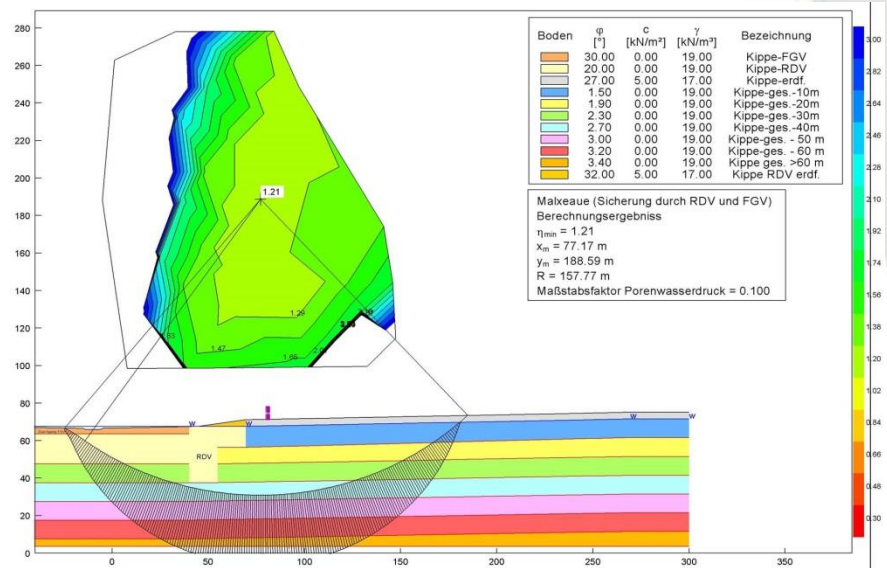 280
260
240
220
200
180
160
140
120
100
80
60
40
20
0
0
50
100
150
200
250
300
350
1.21
1.29
1.47
1.65
W
W
W
W
RDV
Boden φ [°] c [kN/m²] γ [kN/m³] Bezeichnung
30.00 0.00 19.00 Kippe-FGV
20.00 0.00 19.00 Kippe-RDV
27.00 5.00 17.00 Kippe-erdf.
1.50 0.00 19.00 Kippe-ges.-10m
1.90 0.00 19.00 Kippe-ges.-20m
2.30 0.00 19.00 Kippe-ges.-30m
2.70 0.00 19.00 Kippe-ges.-40m
3.00 0.00 19.00 Kippe-ges. - 50 m
3.20 0.00 19.00 Kippe-ges. - 60 m
3.40 0.00 19.00 Kippe ges. >60 m
32.00 5.00 17.00 Kippe RDV erdf.
Malxeaue (Sicherung durch RDV und FGV)
Berechnungsergebniss
ηmin = 1.21
xm = 77.17 m
ym = 188.59 m
R = 157.77 m
Maßstabsfaktor Porenwasserdruck = 0.100
3.00
2.82
2.64
2.46
2.28
2.10
1.92
1.74
1.56
1.38
1.20
1.02
0.84
0.66
0.48
0.30